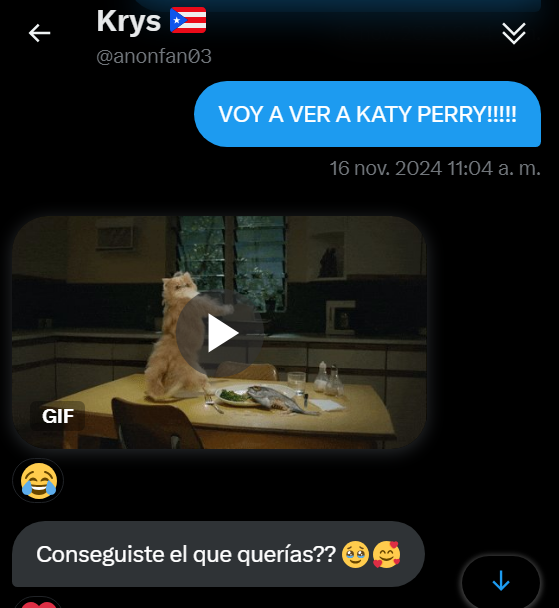 Krys 🇵🇷
@anonfan03
VOY A VER A KATY PERRY!!!!!
16 nov. 2024 11:04 a. m.
GIF
😂
Conseguiste el que querías?? 🥹🥰